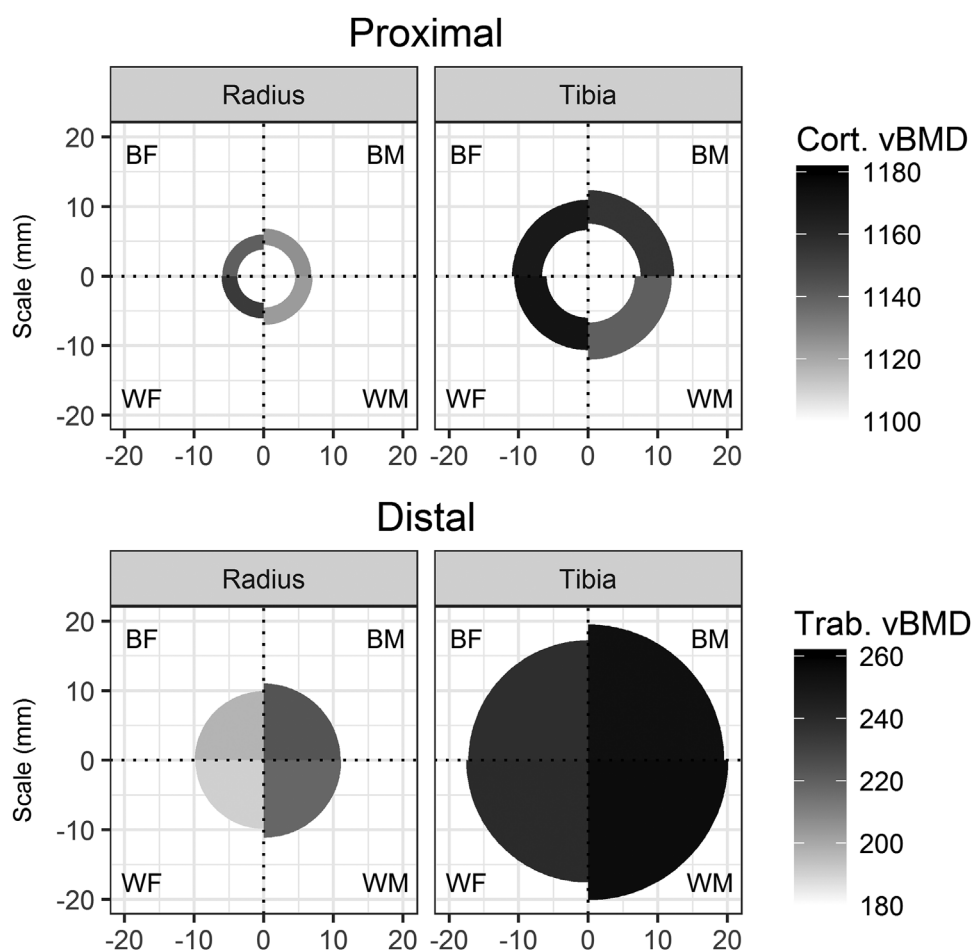 Proximal
Radius Tibia
Scale (mm)
20
10
0
-10
-20
BF BM BF BM
WF WM WF WM
-20 -10 0 10 20 -20 -10 0 10 20
Cort. vBMD
1180
1160
1140
1120
1100
Distal
Radius Tibia
Scale (mm)
20
10
0
-10
-20
BF BM BF BM
WF WM WF WM
-20 -10 0 10 20 -20 -10 0 10 20
Trab. vBMD
260
240
220
200
180